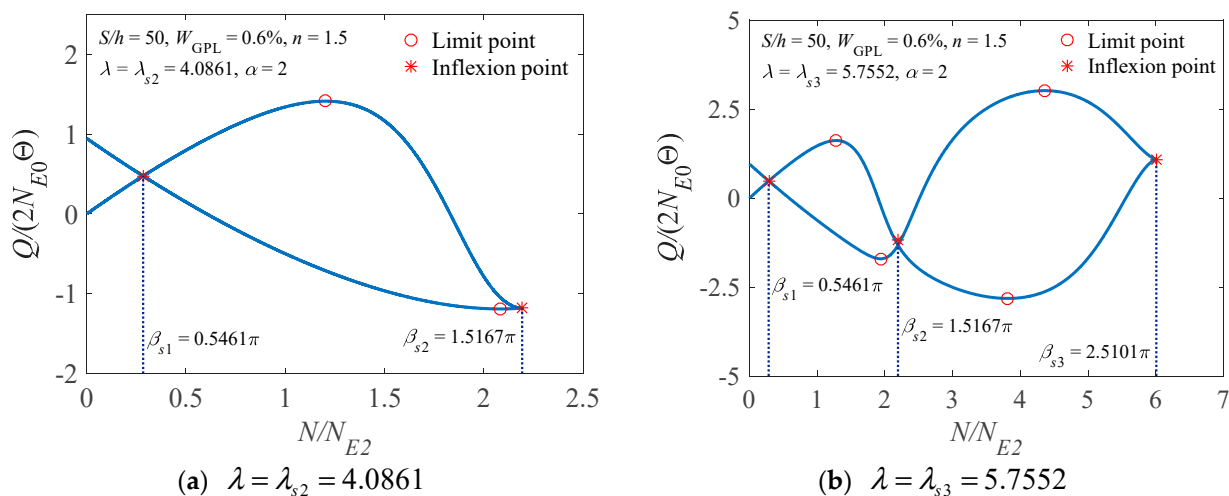 S/h = 50, W_GPL = 0.6%, n = 1.5
λ = λ_s2 = 4.0861, α = 2
Limit point
Inflexion point
Q/(2N_E0Θ)
2
1
0
-1
-2
β_s1 = 0.5461π
β_s2 = 1.5167π
0
0.5
1
1.5
2
2.5
N/N_E2
(a) λ = λ_s2 = 4.0861
S/h = 50, W_GPL = 0.6%, n = 1.5
λ = λ_s3 = 5.7552, α = 2
Limit point
Inflexion point
Q/(2N_E0Θ)
5
2.5
0
-2.5
-5
β_s1 = 0.5461π
β_s2 = 1.5167π
β_s3 = 2.5101π
0
1
2
3
4
5
6
7
N/N_E2
(b) λ = λ_s3 = 5.7552